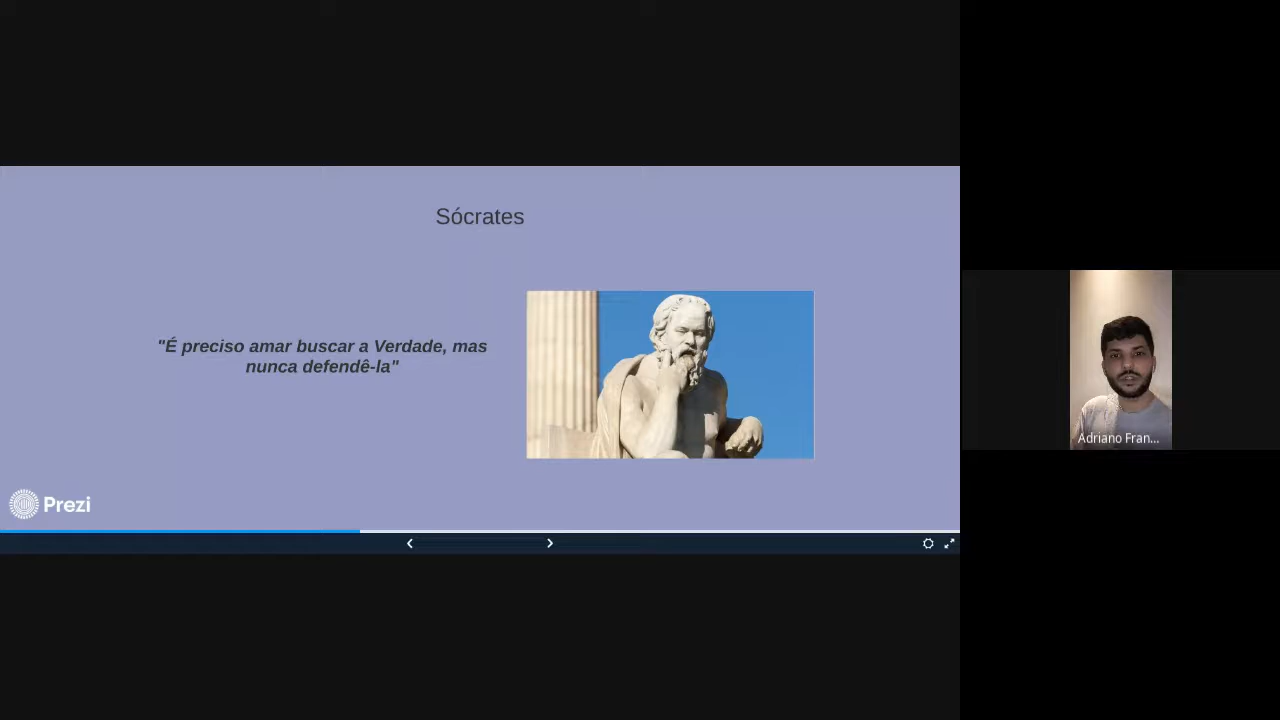 Sócrates
"É preciso amar buscar a Verdade, mas
nunca defendê-la"
Prezi
Adriano Fran...